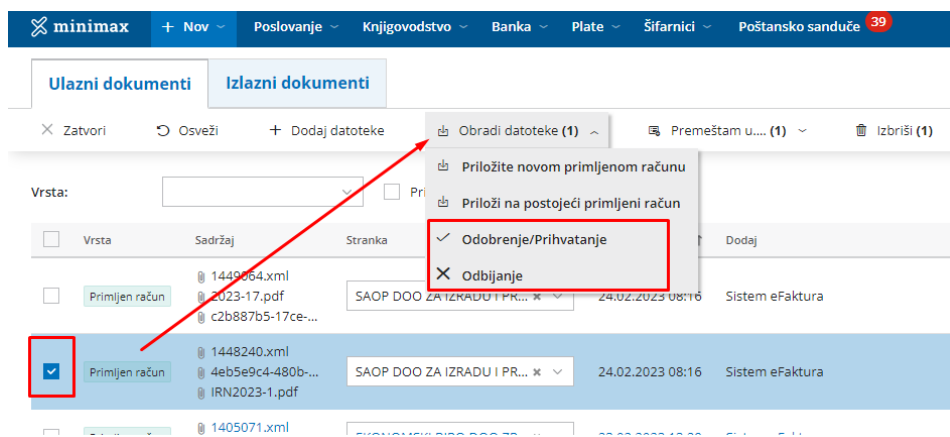 minimax + Nov Poslovanje Knjigovodstvo Banka Plate Šifarnici Poštansko sanduče 39
Ulazni dokumenti Izlazni dokumenti
Zatvori Osveži + Dodaj datoteke Obradi datoteke (1) Premeštam u.... (1) Izbriši (1)
Priložite novom primljenom računu
Vrsta: Pri
Priloži na postojeći primljeni račun
Vrsta Sadržaj Stranka Odobrenje/Prihvatanje ↑ Dodaj
Odbijanje
1449064.xml
Primljen račun 2023-17.pdf SAOP DOO ZA IZRADU I PR... × 24.02.2023 08:16 Sistem eFaktura
c2b887b5-17ce-...
1448240.xml
Primljen račun 4eb5e9c4-480b-... SAOP DOO ZA IZRADU I PR... × 24.02.2023 08:16 Sistem eFaktura
IRN2023-1.pdf
1405071.xml